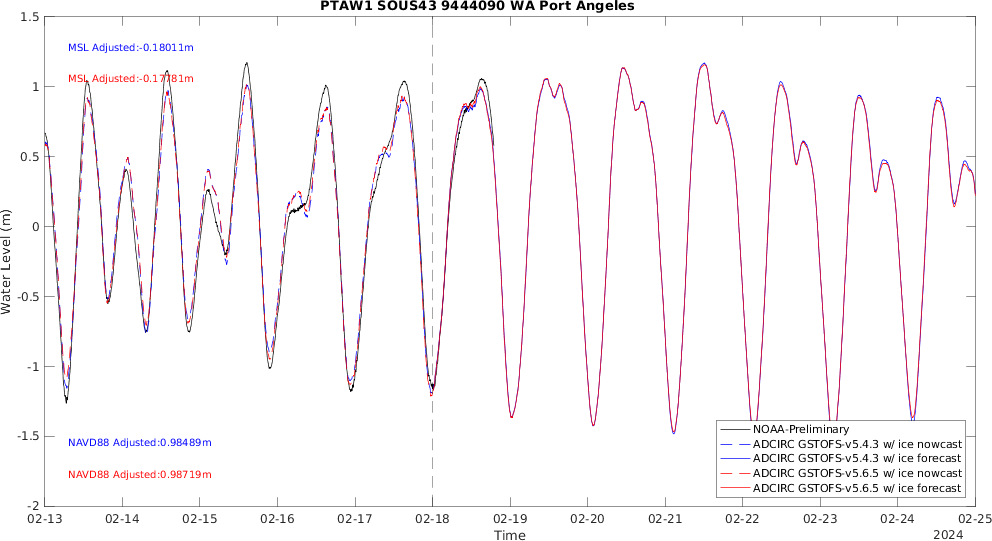 PTAW1 SOUS43 9444090 WA Port Angeles
1.5
MSL Adjusted:-0.18011m
MSL Adjusted:-0.17781m
1
0.5
0
Water Level (m)
-0.5
-1
-1.5
NAVD88 Adjusted:0.98489m
NAVD88 Adjusted:0.98719m
NOAA-Preliminary
ADCIRC GSTOFS-v5.4.3 w/ ice nowcast
ADCIRC GSTOFS-v5.4.3 w/ ice forecast
ADCIRC GSTOFS-v5.6.5 w/ ice nowcast
ADCIRC GSTOFS-v5.6.5 w/ ice forecast
-2
02-13 02-14 02-15 02-16 02-17 02-18 02-19 02-20 02-21 02-22 02-23 02-24 02-25
Time
2024